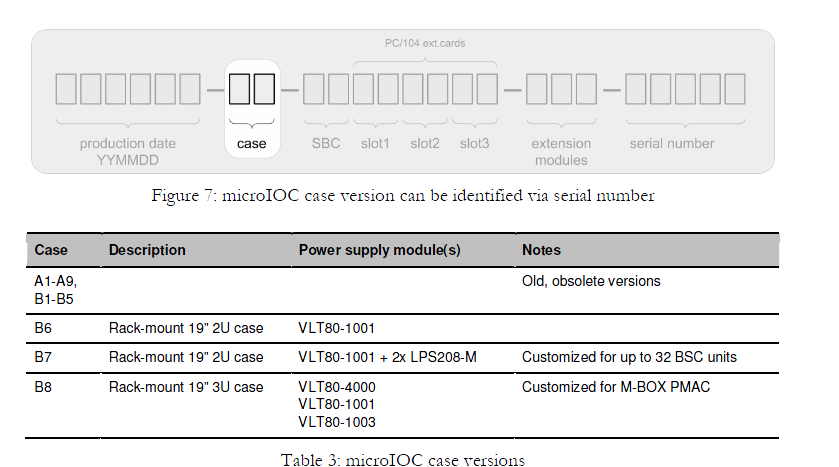 PC/104 ext.cards
production date
YYMMDD
case
SBC
slot1
slot2
slot3
extension
modules
serial number
Figure 7: microIOC case version can be identified via serial number
Case Description Power supply module(s) Notes
A1-A9,
B1-B5 Old, obsolete versions
B6 Rack-mount 19" 2U case VLT80-1001
B7 Rack-mount 19" 2U case VLT80-1001 + 2x LPS208-M Customized for up to 32 BSC units
B8 Rack-mount 19" 3U case VLT80-4000 Customized for M-BOX PMAC
VLT80-1001
VLT80-1003
Table 3: microIOC case versions